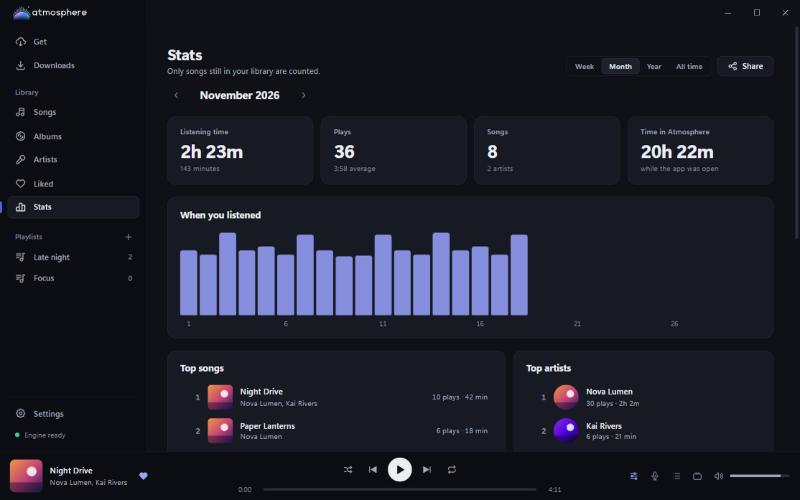 atmosphere
Get
Downloads
Library
Songs
Albums
Artists
Liked
Stats
Playlists
Late night 2
Focus 0
Settings
Engine ready
Stats
Only songs still in your library are counted.
Week Month Year All time Share
November 2026
Listening time
2h 23m
143 minutes
Plays
36
3:58 average
Songs
8
2 artists
Time in Atmosphere
20h 22m
while the app was open
When you listened
1 6 11 16 21 26
Top songs
1 Night Drive 10 plays · 42 min
Nova Lumen, Kai Rivers
2 Paper Lanterns 6 plays · 18 min
Nova Lumen
Top artists
1 Nova Lumen
30 plays · 2h 2m
2 Kai Rivers
6 plays · 21 min
Night Drive
Nova Lumen, Kai Rivers
0:00 4:11